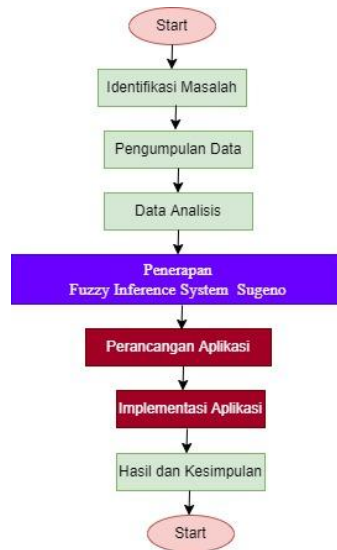 Start
Identifikasi Masalah
Pengumpulan Data
Data Analisis
Penerapan
Fuzzy Inference System Sugeno
Perancangan Aplikasi
Implementasi Aplikasi
Hasil dan Kesimpulan
Start